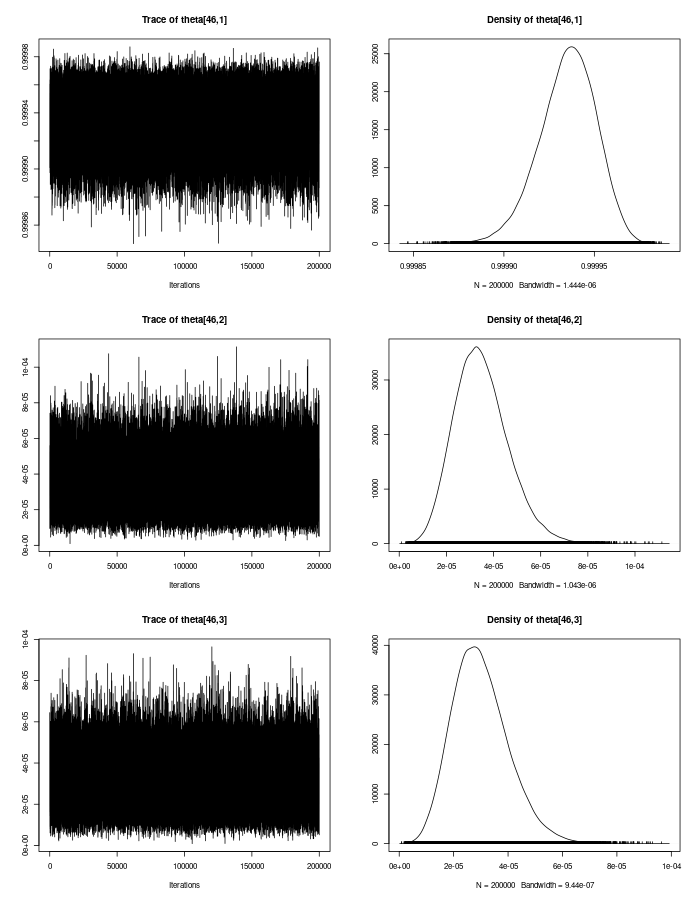 Trace of theta[46,1]
0.99986 0.99990 0.99994 0.99998
0 50000 100000 150000 200000
Iterations
Density of theta[46,1]
0 5000 10000 15000 20000 25000
0.99985 0.99990 0.99995
N = 200000 Bandwidth = 1.444e-06
Trace of theta[46,2]
0e+00 2e-05 4e-05 6e-05 8e-05 1e-04
0 50000 100000 150000 200000
Iterations
Density of theta[46,2]
0 10000 20000 30000
0e+00 2e-05 4e-05 6e-05 8e-05 1e-04
N = 200000 Bandwidth = 1.043e-06
Trace of theta[46,3]
0e+00 2e-05 4e-05 6e-05 8e-05 1e-04
0 50000 100000 150000 200000
Iterations
Density of theta[46,3]
0 10000 20000 30000 40000
0e+00 2e-05 4e-05 6e-05 8e-05 1e-04
N = 200000 Bandwidth = 9.44e-07